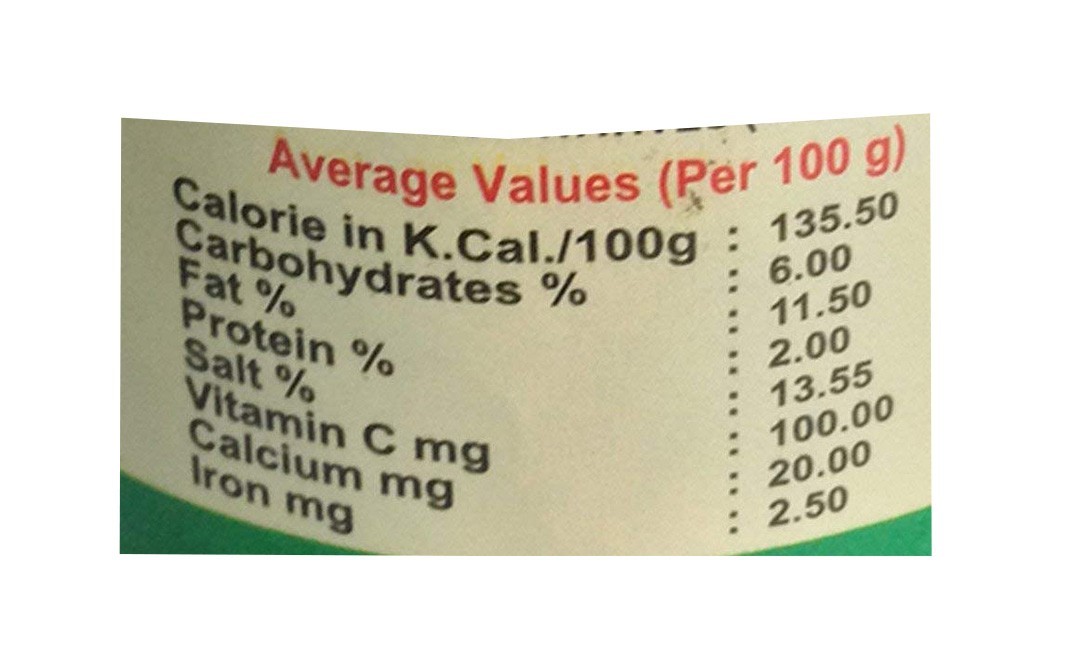 Average Values (Per 100 g)
Calorie in K.Cal./100g : 135.50
Carbohydrates % : 6.00
Fat % : 11.50
Protein % : 2.00
Salt % : 13.55
Vitamin C mg : 100.00
Calcium mg : 20.00
Iron mg : 2.50